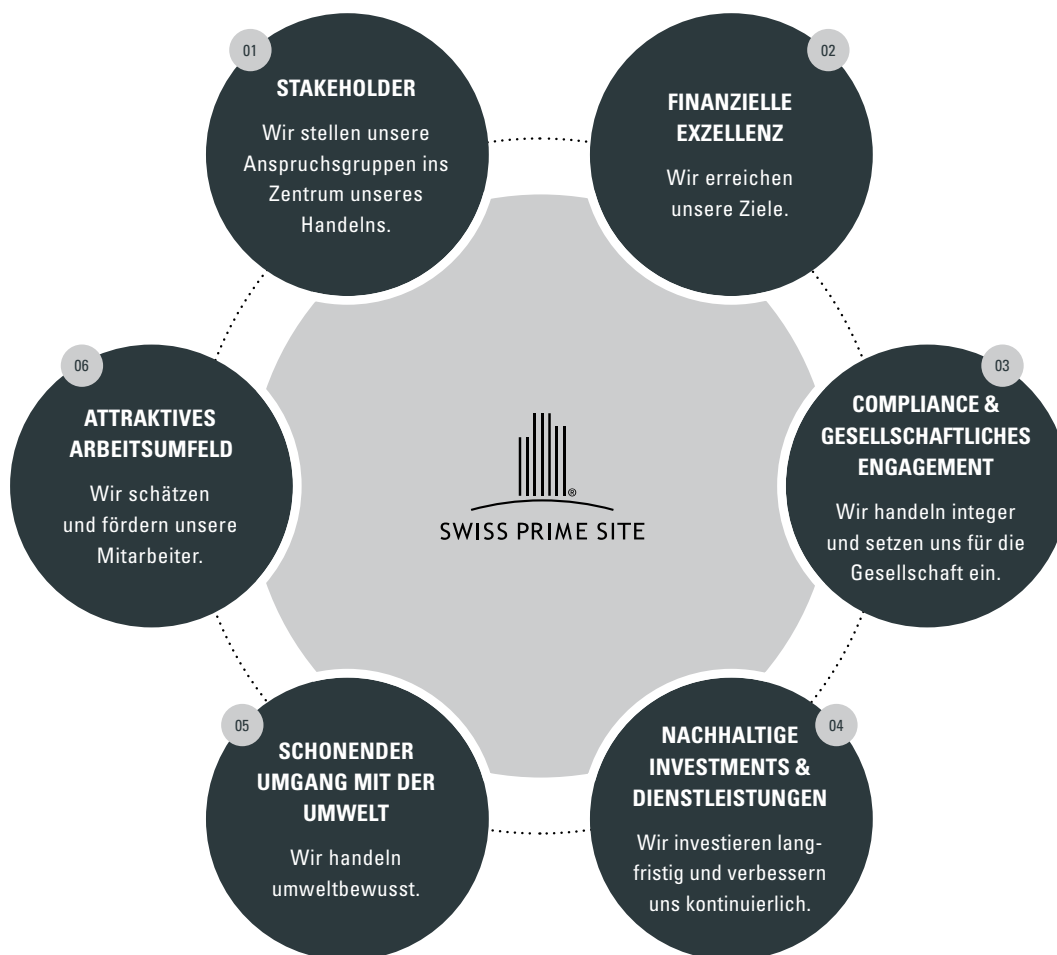 01
STAKEHOLDER
Wir stellen unsere
Anspruchsgruppen ins
Zentrum unseres
Handelns.
02
FINANZIELLE
EXZELLENZ
Wir erreichen
unsere Ziele.
03
COMPLIANCE &
GESELLSCHAFTLICHES
ENGAGEMENT
Wir handeln integer
und setzen uns für die
Gesellschaft ein.
04
NACHHALTIGE
INVESTMENTS &
DIENSTLEISTUNGEN
Wir investieren lang-
fristig und verbessern
uns kontinuierlich.
05
SCHONENDER
UMGANG MIT DER
UMWELT
Wir handeln
umweltbewusst.
06
ATTRAKTIVES
ARBEITSUMFELD
Wir schätzen
und fördern unsere
Mitarbeiter.
®
SWISS PRIME SITE